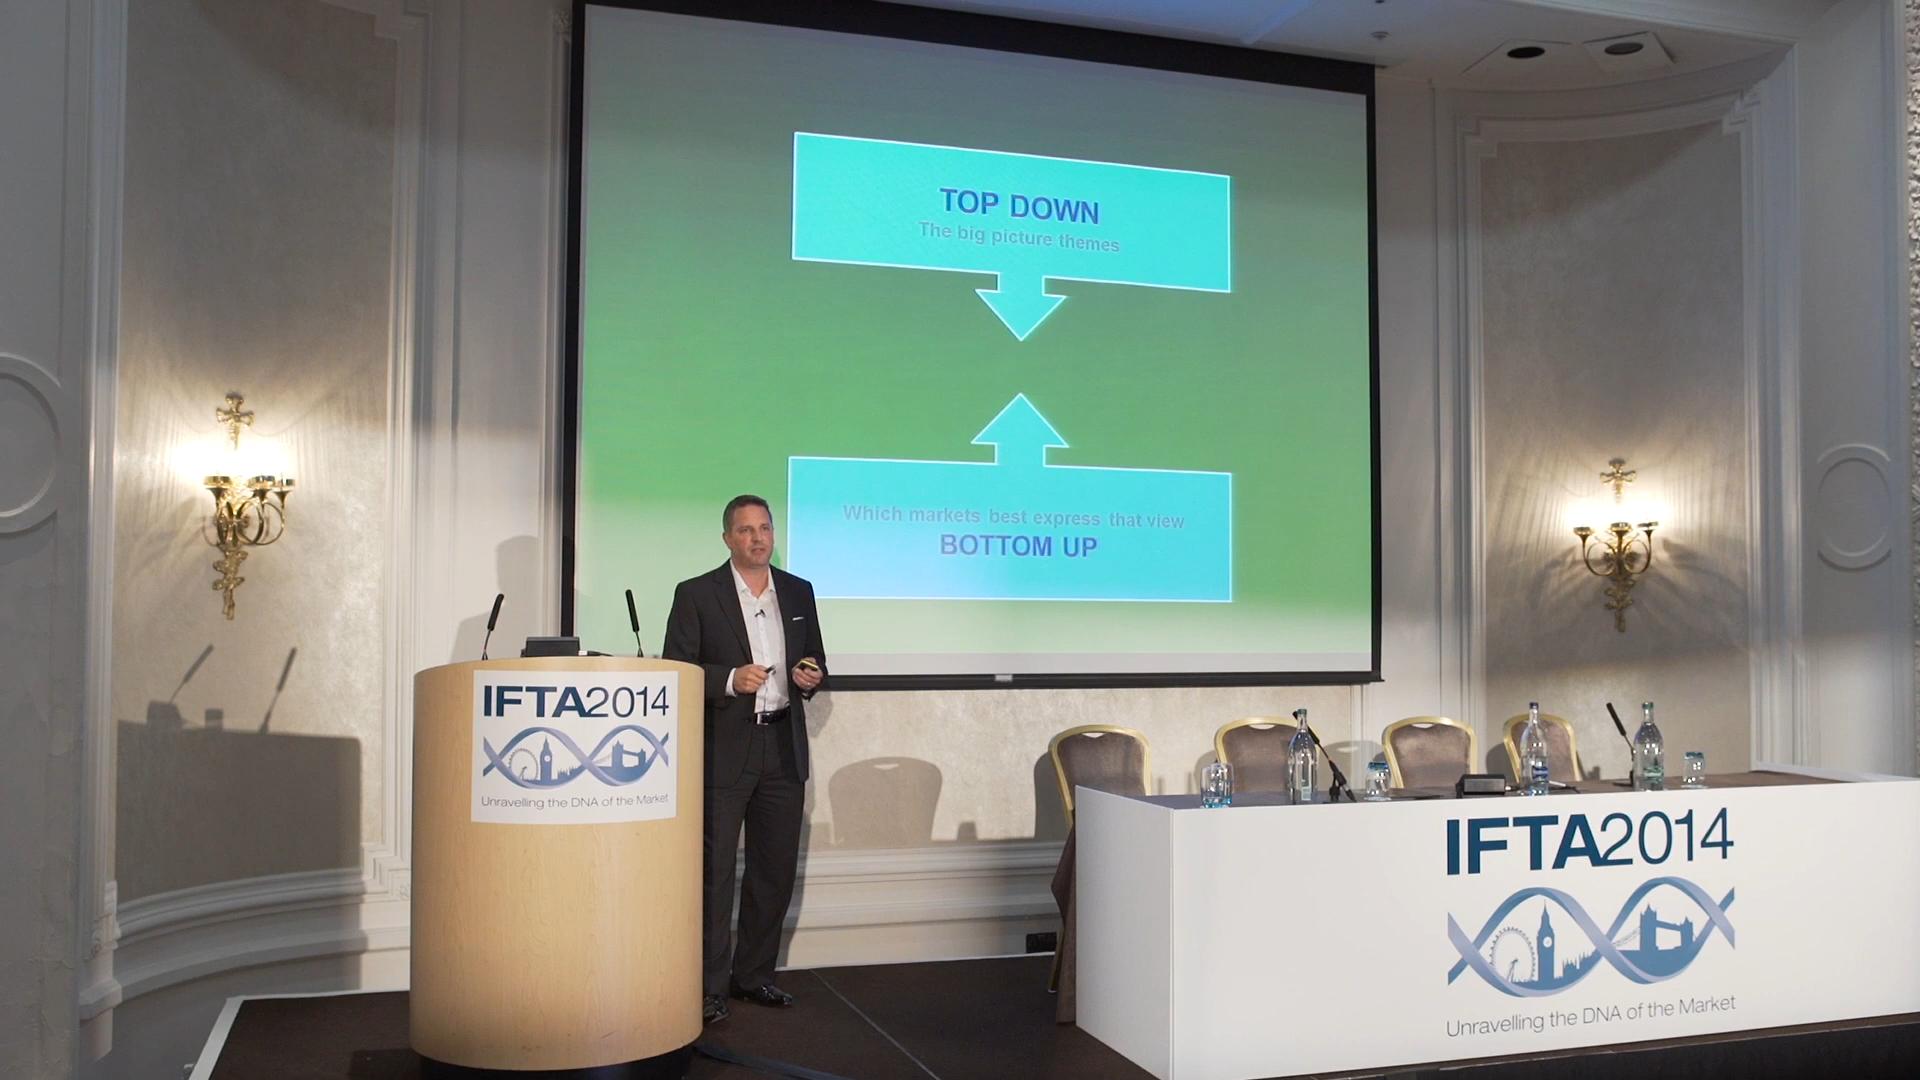 TOP DOWN
The big picture themes
Which markets best express that view
BOTTOM UP
IFTA2014
Unravelling the DNA of the Market
IFTA2014
Unravelling the DNA of the Market